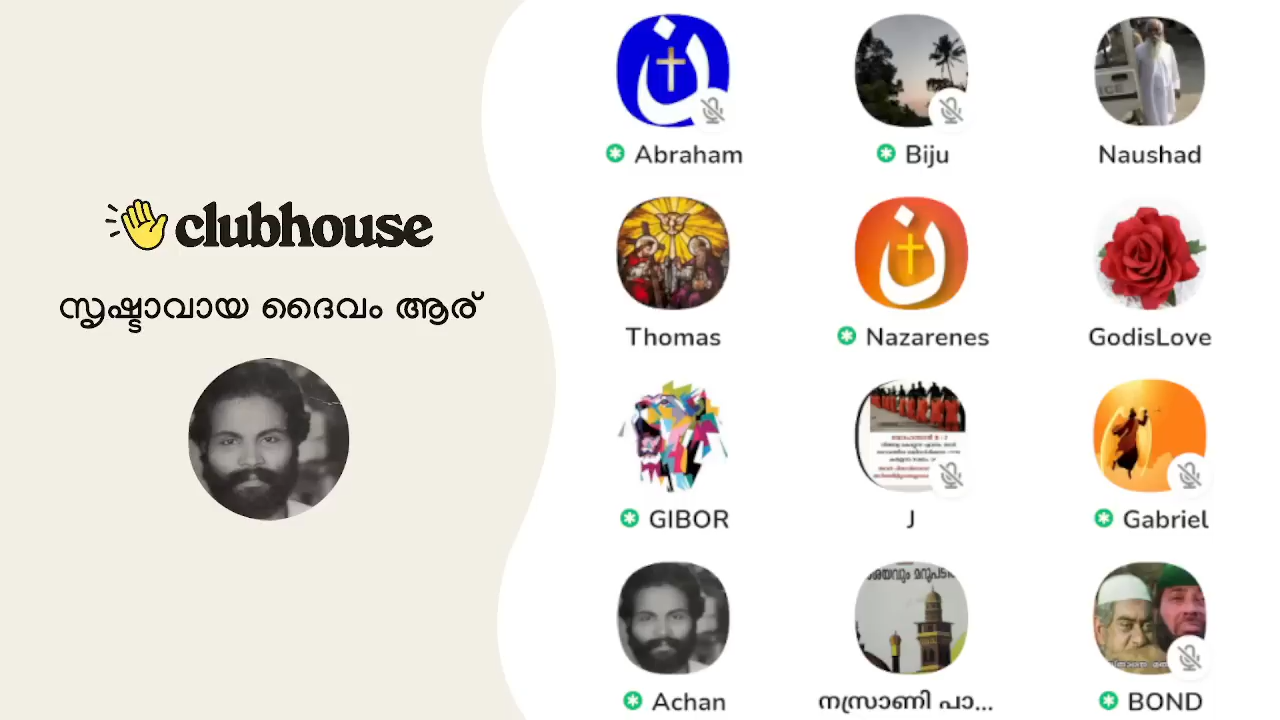 clubhouse
സൃഷ്ടാവായ ദൈവം ആര്
Abraham
Biju
Naushad
Thomas
Nazarenes
GodisLove
GIBOR
J
Gabriel
Achan
നസ്രാണി പാ...
BOND